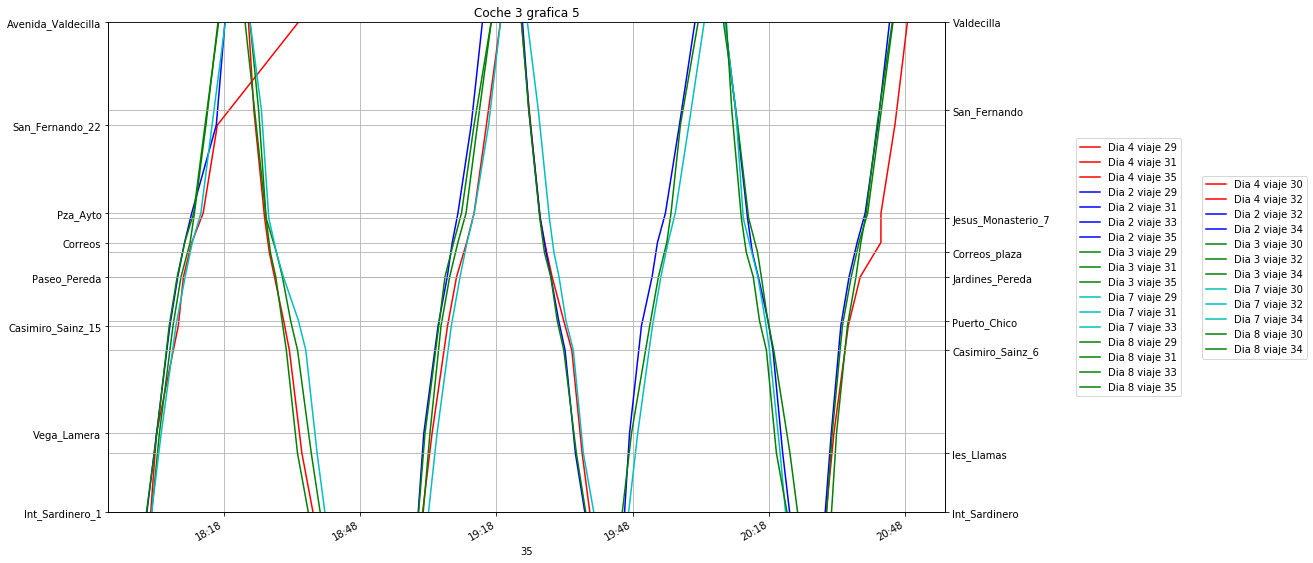 Coche 3 grafica 5
Avenida_Valdecilla
San_Fernando_22
Pza_Ayto
Correos
Paseo_Pereda
Casimiro_Sainz_15
Vega_Lamera
Int_Sardinero_1
Valdecilla
San_Fernando
Jesus_Monasterio_7
Correos_plaza
Jardines_Pereda
Puerto_Chico
Casimiro_Sainz_6
Ies_Llamas
Int_Sardinero
18:18
18:48
19:18
19:48
20:18
20:48
35
Dia 4 viaje 29
Dia 4 viaje 31
Dia 4 viaje 35
Dia 2 viaje 29
Dia 2 viaje 31
Dia 2 viaje 33
Dia 2 viaje 35
Dia 3 viaje 29
Dia 3 viaje 31
Dia 3 viaje 35
Dia 7 viaje 29
Dia 7 viaje 31
Dia 7 viaje 33
Dia 8 viaje 29
Dia 8 viaje 31
Dia 8 viaje 33
Dia 8 viaje 35
Dia 4 viaje 30
Dia 4 viaje 32
Dia 2 viaje 32
Dia 2 viaje 34
Dia 3 viaje 30
Dia 3 viaje 32
Dia 3 viaje 34
Dia 7 viaje 30
Dia 7 viaje 32
Dia 7 viaje 34
Dia 8 viaje 30
Dia 8 viaje 34